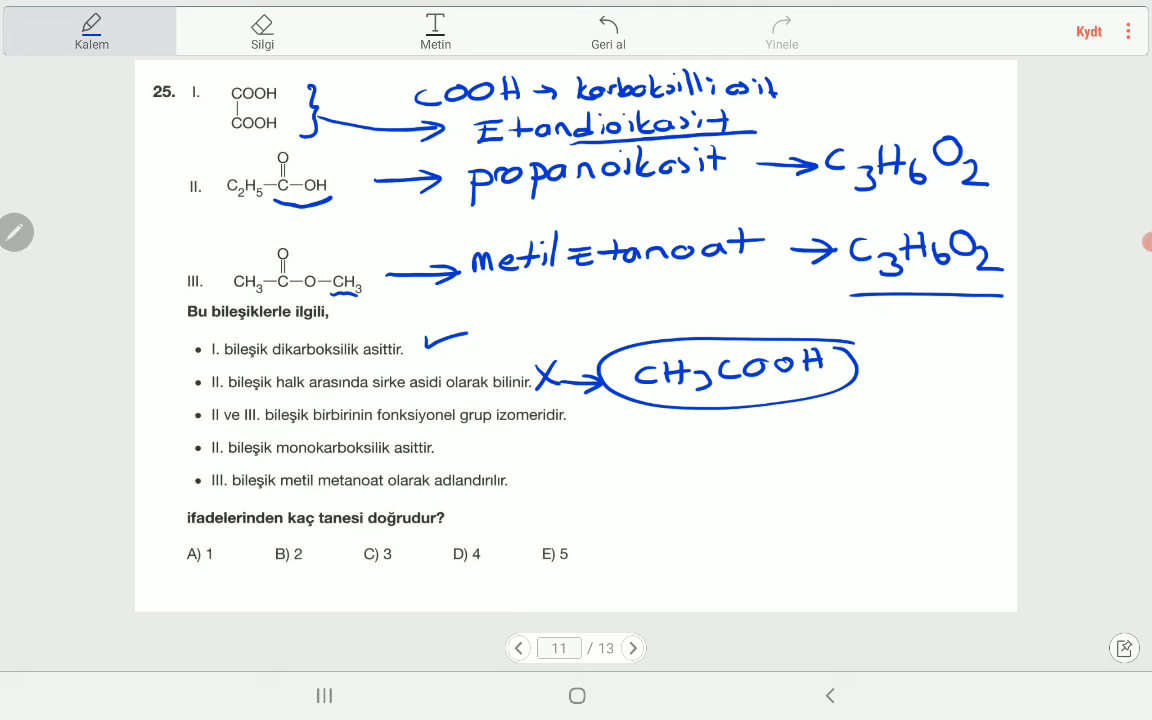 Kalem Silgi Metin Geri al Yinele Kydt
25. I. COOH
COOH
COOH → karboksilli asit
Etandioikasit
II. C2H5—C—OH
O
propanoikasit → C3H6O2
III. CH3—C—O—CH3
O
metil Etanoat → C3H6O2
Bu bileşiklerle ilgili,
• I. bileşik dikarboksilik asittir. ✓
• II. bileşik halk arasında sirke asidi olarak bilinir. X → CH3COOH
• II ve III. bileşik birbirinin fonksiyonel grup izomeridir.
• II. bileşik monokarboksilik asittir.
• III. bileşik metil metanoat olarak adlandırılır.
ifadelerinden kaç tanesi doğrudur?
A) 1 B) 2 C) 3 D) 4 E) 5
11 / 13